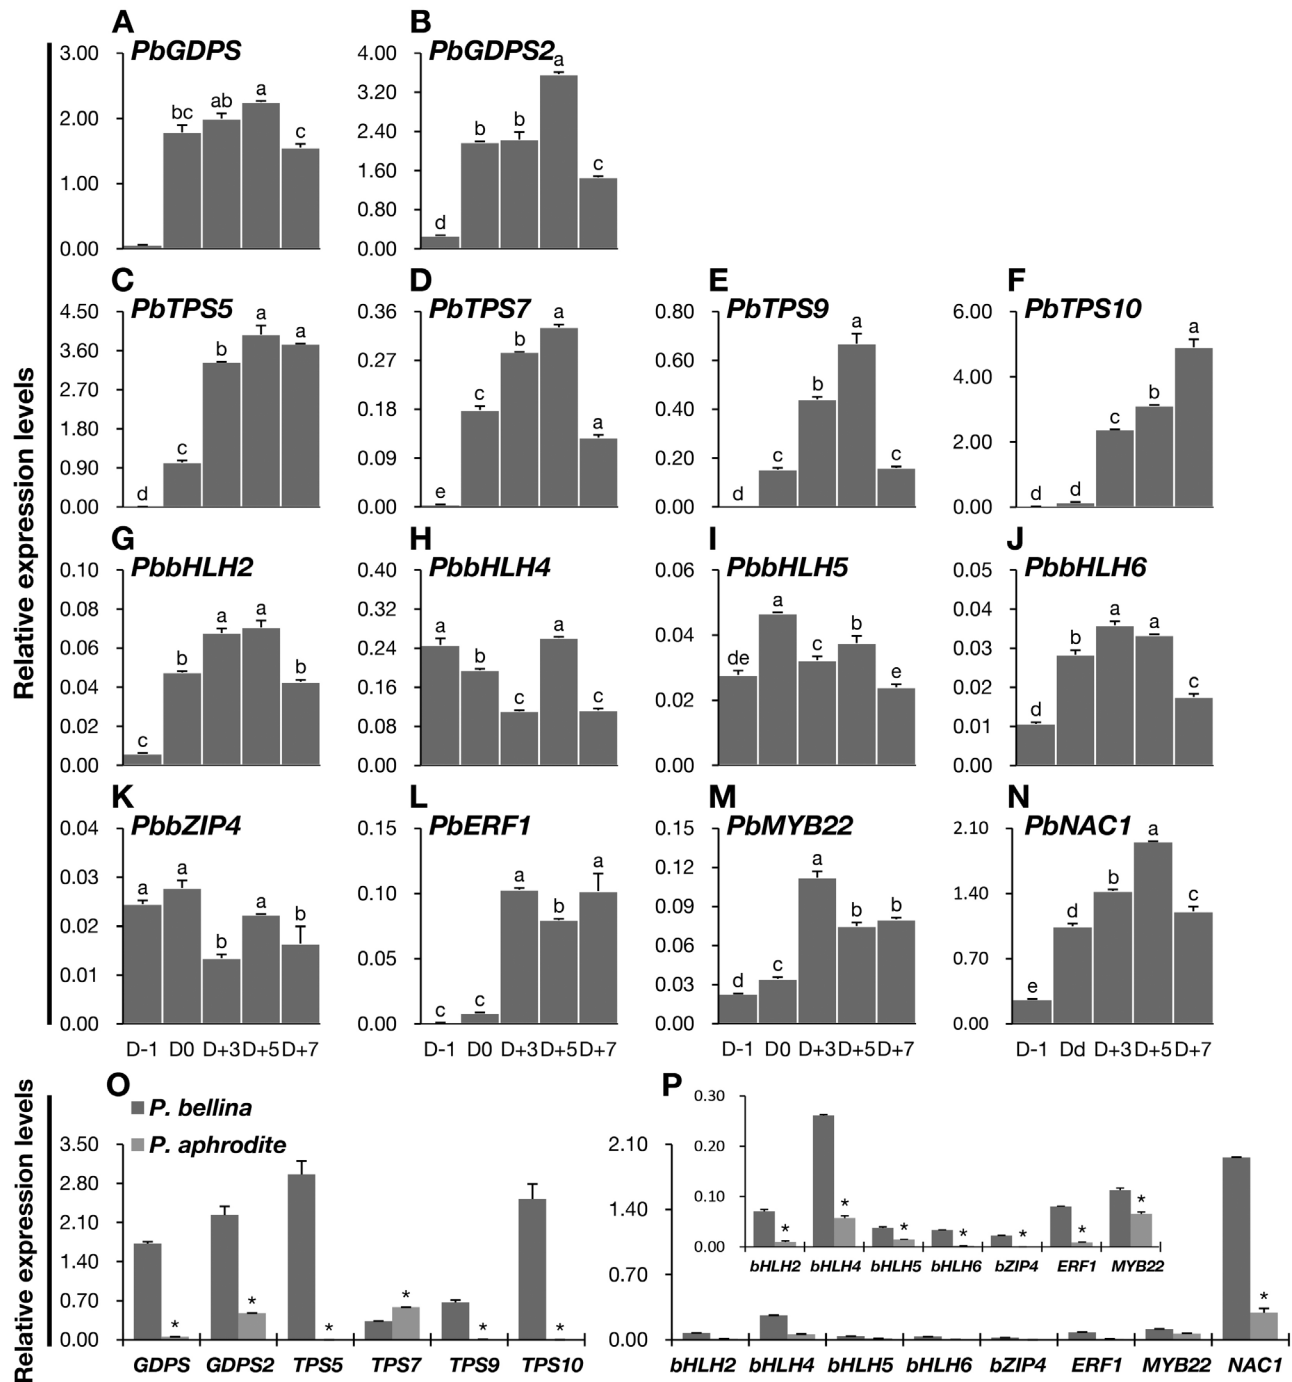 A
B
PbGDPS
PbGDPS2
3.00
2.00
1.00
0.00
bc
ab
a
c
4.00
3.20
2.40
1.60
0.80
0.00
d
b
b
a
c
C
D
E
F
PbTPS5
PbTPS7
PbTPS9
PbTPS10
4.50
3.60
2.70
1.80
0.90
0.00
d
c
b
a
a
0.36
0.27
0.18
0.09
0.00
e
c
b
a
a
0.80
0.60
0.40
0.20
0.00
d
c
b
a
c
6.00
4.00
2.00
0.00
d
d
c
b
a
Relative expression levels
G
H
I
J
PbbHLH2
PbbHLH4
PbbHLH5
PbbHLH6
0.10
0.08
0.06
0.04
0.02
0.00
c
b
a
a
b
0.40
0.32
0.24
0.16
0.08
0.00
a
b
c
a
c
0.06
0.04
0.02
0.00
de
a
c
b
e
0.05
0.04
0.03
0.02
0.01
0.00
d
b
a
a
c
K
L
M
N
PbbZIP4
PbERF1
PbMYB22
PbNAC1
0.04
0.03
0.02
0.01
0.00
a
a
b
a
b
0.15
0.10
0.05
0.00
c
c
a
b
a
0.15
0.12
0.09
0.06
0.03
0.00
d
c
a
b
b
2.10
1.40
0.70
0.00
e
d
b
a
c
D-1 D0 D+3 D+5 D+7
D-1 D0 D+3 D+5 D+7
D-1 D0 D+3 D+5 D+7
D-1 Dd D+3 D+5 D+7
Relative expression levels
O
P. bellina
P. aphrodite
3.50
2.80
2.10
1.40
0.70
0.00
*
*
*
*
*
*
GDPS GDPS2 TPS5 TPS7 TPS9 TPS10
P
0.30
0.20
0.10
0.00
*
*
*
*
*
*
*
bHLH2 bHLH4 bHLH5 bHLH6 bZIP4 ERF1 MYB22
2.10
1.40
0.70
0.00
*
bHLH2 bHLH4 bHLH5 bHLH6 bZIP4 ERF1 MYB22 NAC1